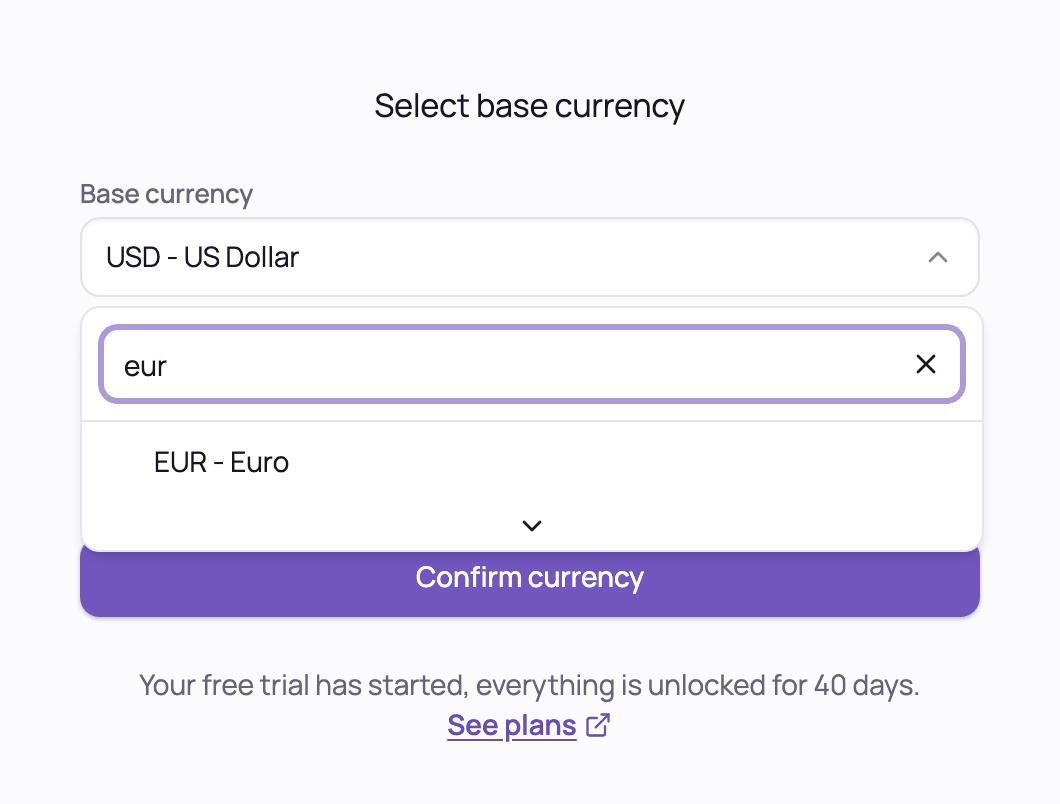 Select base currency
Base currency
USD - US Dollar
eur
EUR - Euro
Confirm currency
Your free trial has started, everything is unlocked for 40 days.
See plans